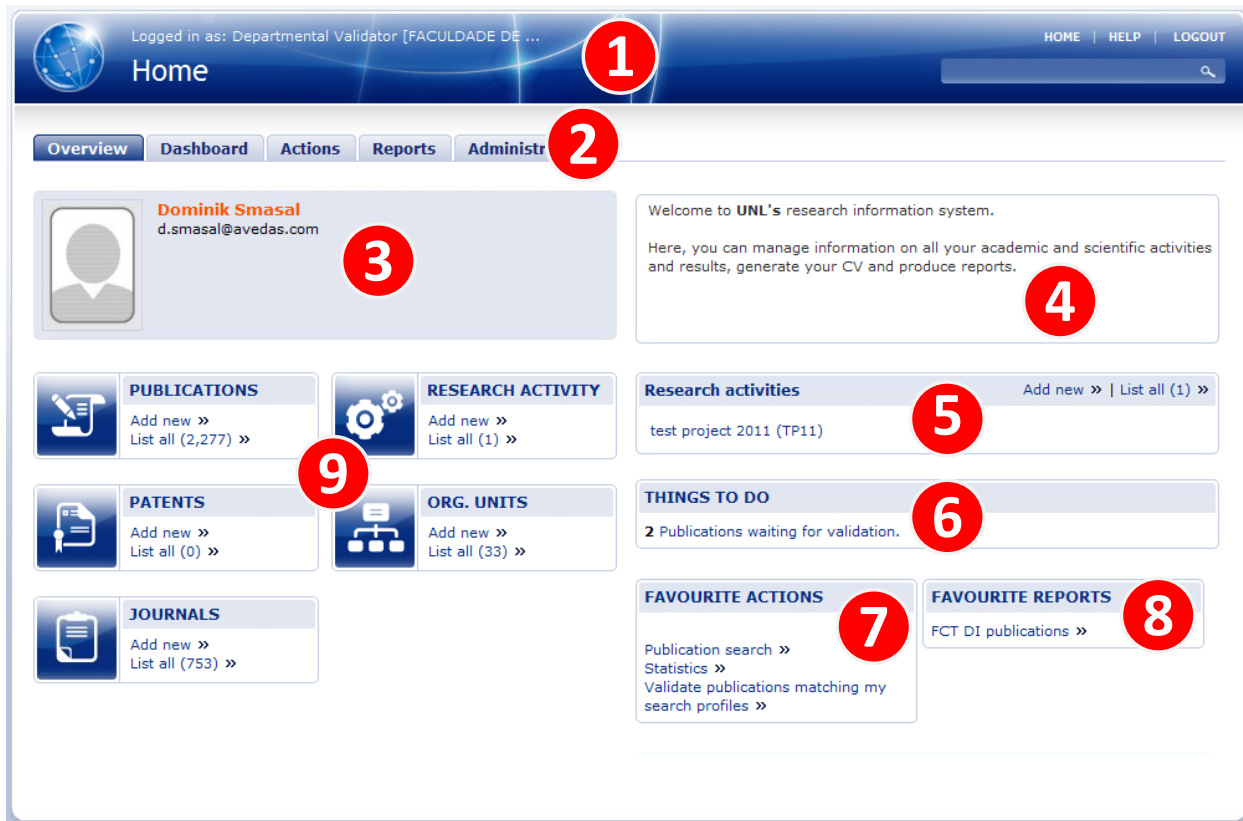 Logged in as: Departmental Validator [FACULDADE DE ...
HOME | HELP | LOGOUT
Home
1
2
Overview Dashboard Actions Reports Administr
Dominik Smasal
d.smasal@avedas.com
3
Welcome to UNL's research information system.
Here, you can manage information on all your academic and scientific activities
and results, generate your CV and produce reports.
4
PUBLICATIONS
Add new »
List all (2,277) »
RESEARCH ACTIVITY
Add new »
List all (1) »
9
PATENTS
Add new »
List all (0) »
ORG. UNITS
Add new »
List all (33) »
JOURNALS
Add new »
List all (753) »
Research activities Add new » | List all (1) »
test project 2011 (TP11)
5
THINGS TO DO
2 Publications waiting for validation.
6
FAVOURITE ACTIONS
Publication search »
Statistics »
Validate publications matching my
search profiles »
7
FAVOURITE REPORTS
FCT DI publications »
8